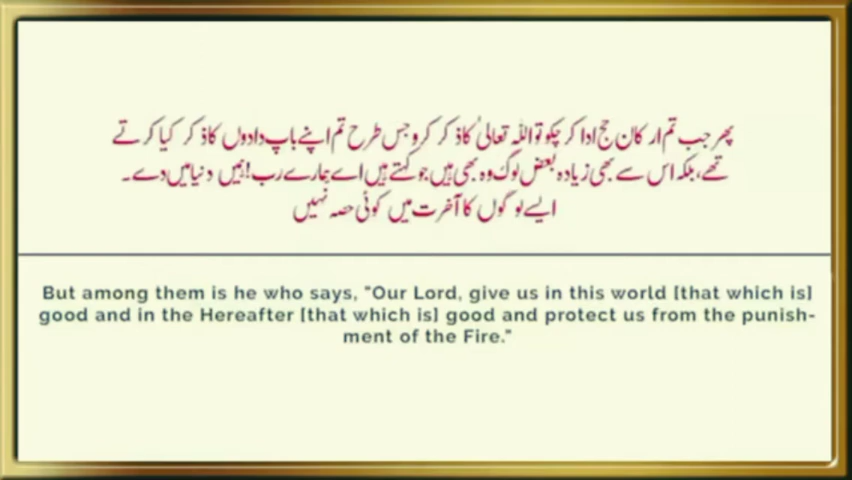 پھر جب تم ارکان حج ادا کر چکو تو اللہ تعالیٰ کا ذکر کرو جس طرح تم اپنے باپ دادوں کا ذکر کیا کرتے
تھے، بلکہ اس سے بھی زیادہ بعض لوگ وہ بھی ہیں جو کہتے ہیں اے ہمارے رب! ہمیں دنیا میں دے۔
ایسے لوگوں کا آخرت میں کوئی حصہ نہیں
But among them is he who says, "Our Lord, give us in this world [that which is]
good and in the Hereafter [that which is] good and protect us from the punish-
ment of the Fire."